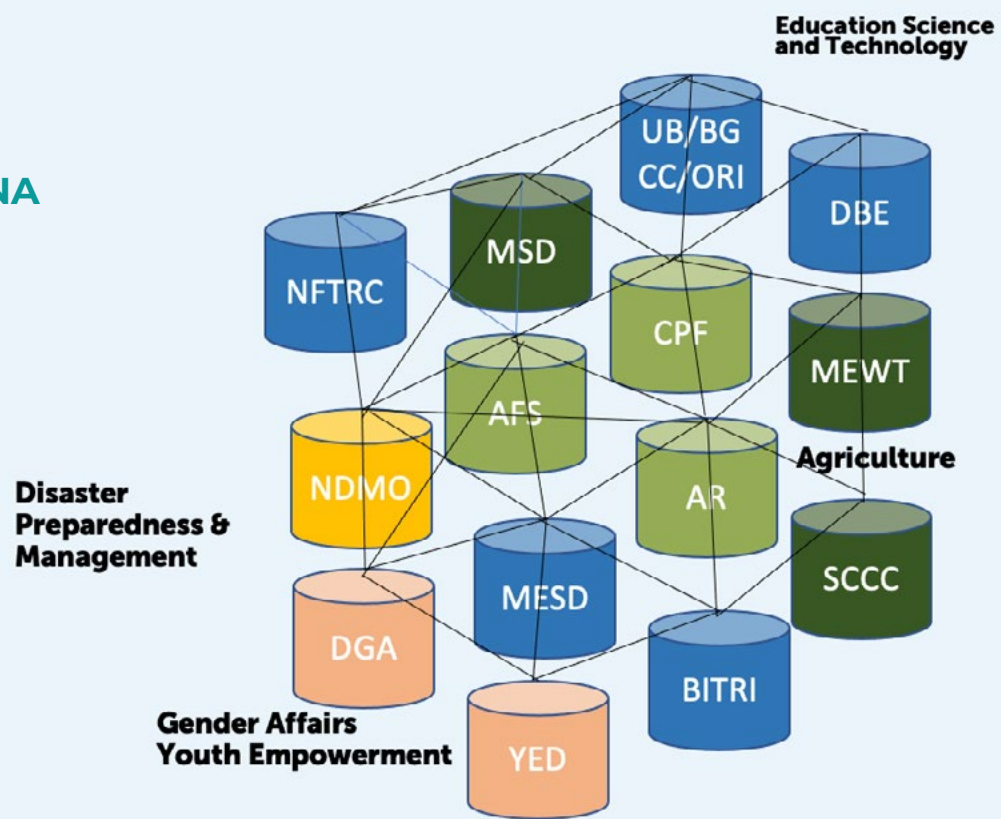 Education Science
and Technology
NA
UB/BG
CC/ORI
DBE
MSD
NFTRC
CPF
MEWT
AFS
Agriculture
NDMO
AR
Disaster
Preparedness &
Management
SCCC
MESD
DGA
BITRI
Gender Affairs
Youth Empowerment
YED